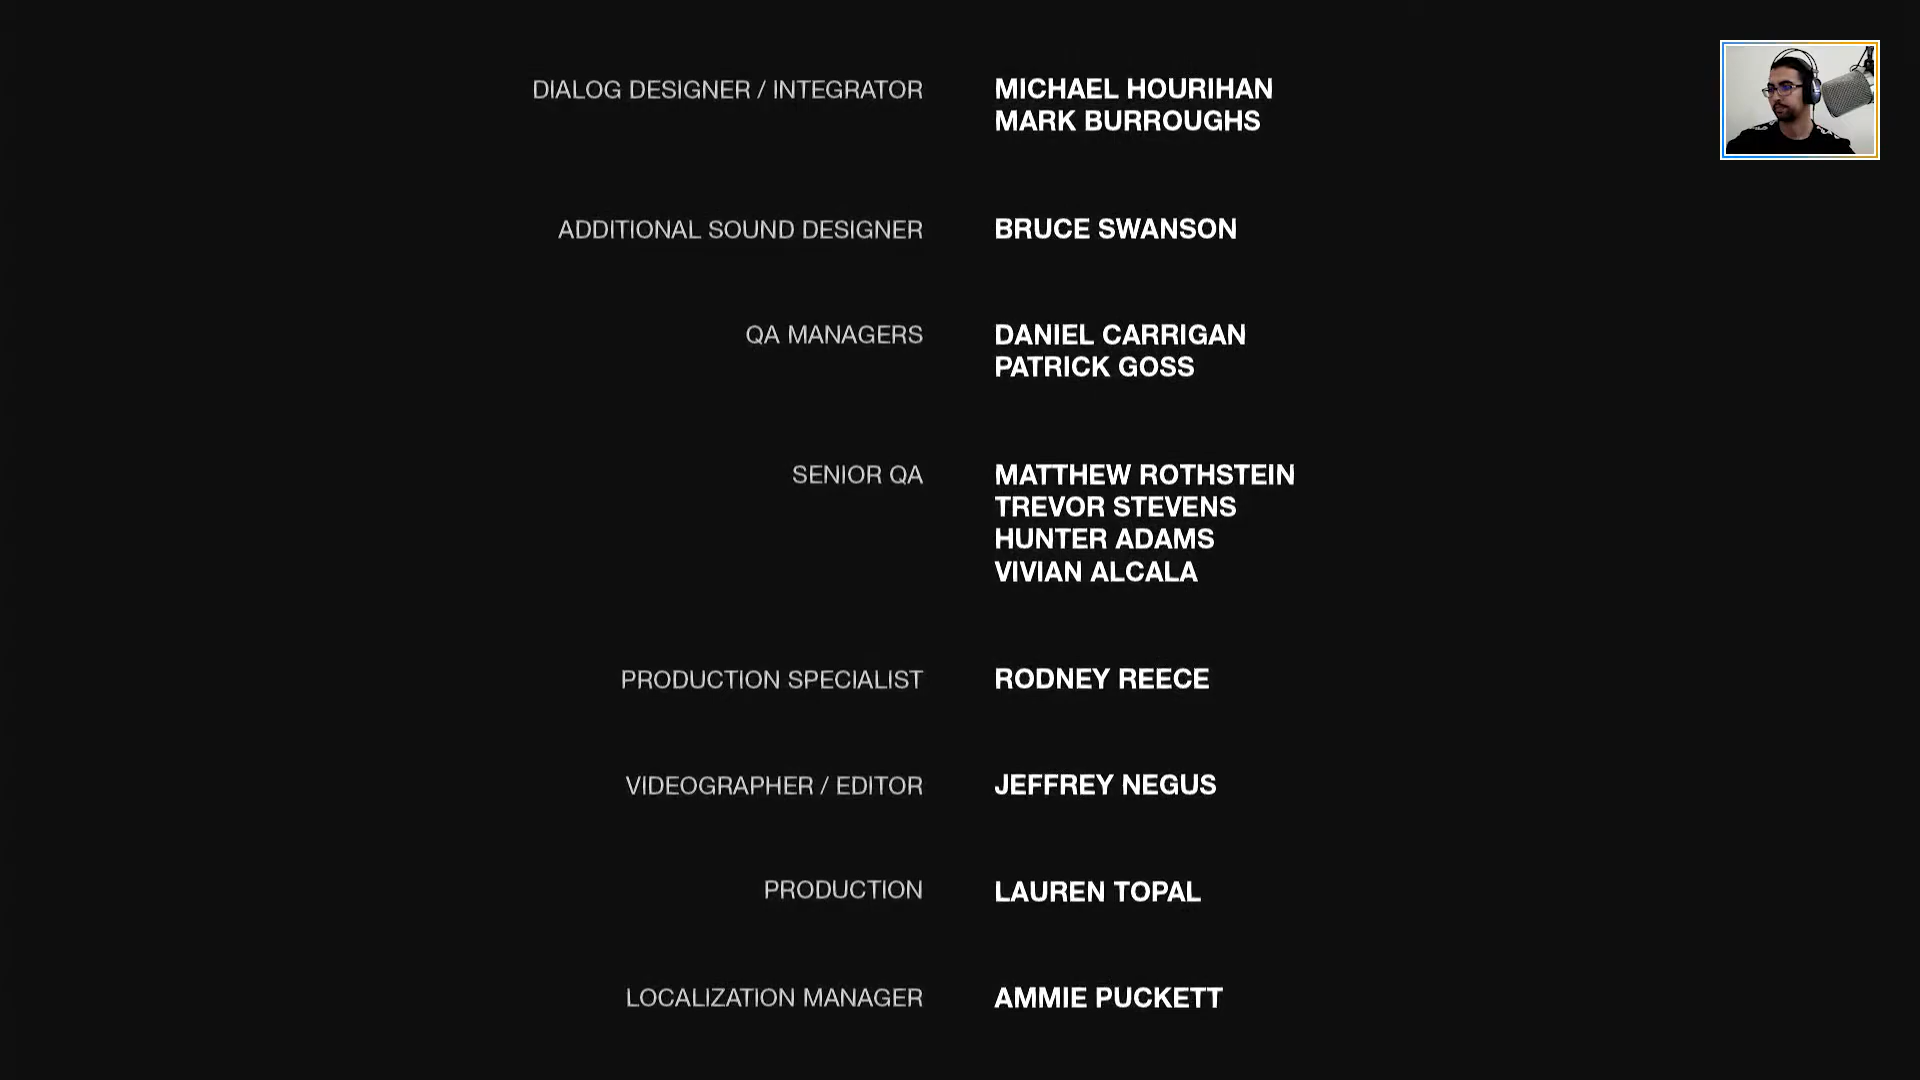 DIALOG DESIGNER / INTEGRATOR MICHAEL HOURIHAN
MARK BURROUGHS
ADDITIONAL SOUND DESIGNER BRUCE SWANSON
QA MANAGERS DANIEL CARRIGAN
PATRICK GOSS
SENIOR QA MATTHEW ROTHSTEIN
TREVOR STEVENS
HUNTER ADAMS
VIVIAN ALCALA
PRODUCTION SPECIALIST RODNEY REECE
VIDEOGRAPHER / EDITOR JEFFREY NEGUS
PRODUCTION LAUREN TOPAL
LOCALIZATION MANAGER AMMIE PUCKETT